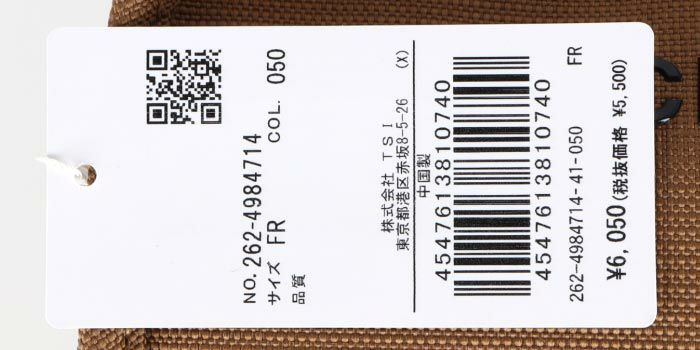 NO. 262-4984714 COL. 050
サイズ FR
品質
株式会社 TSI (X)
東京都港区赤坂8-5-26
中国製
4547613810740
4547613810740
262-4984714-41-050 FR
¥6,050(税抜価格 ¥5,500)